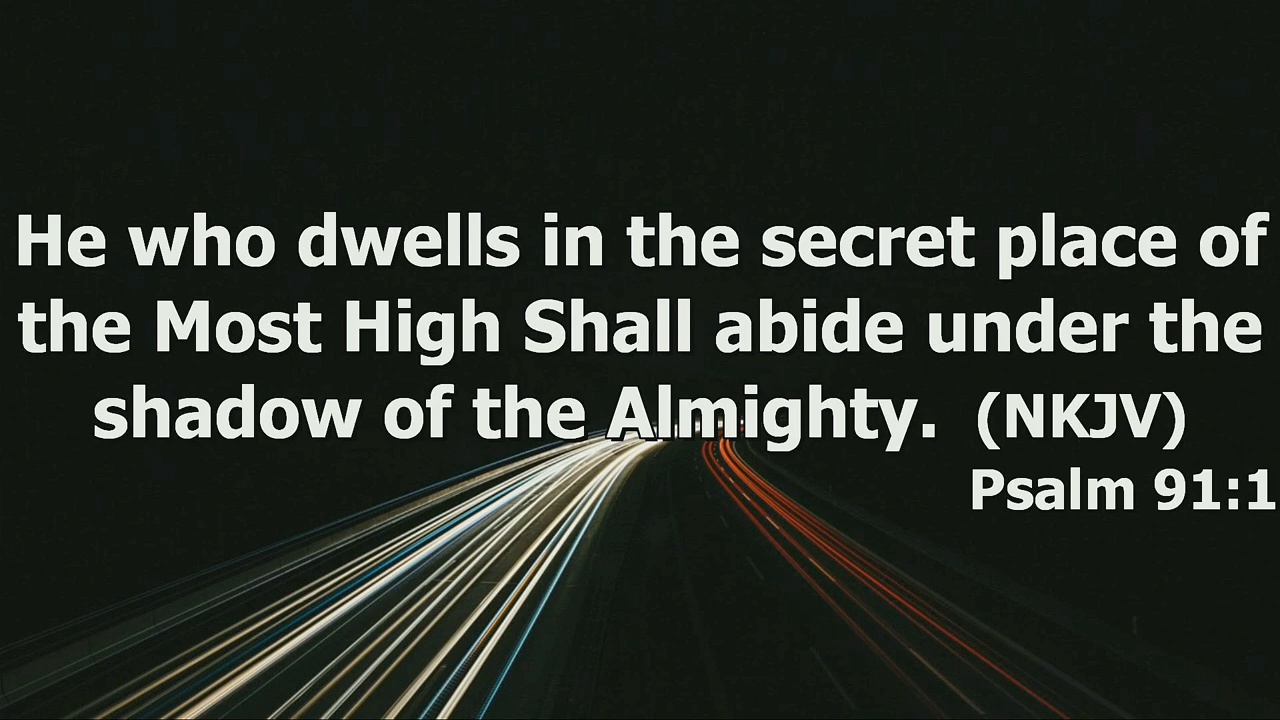 He who dwells in the secret place of
the Most High Shall abide under the
shadow of the Almighty. (NKJV)
Psalm 91:1